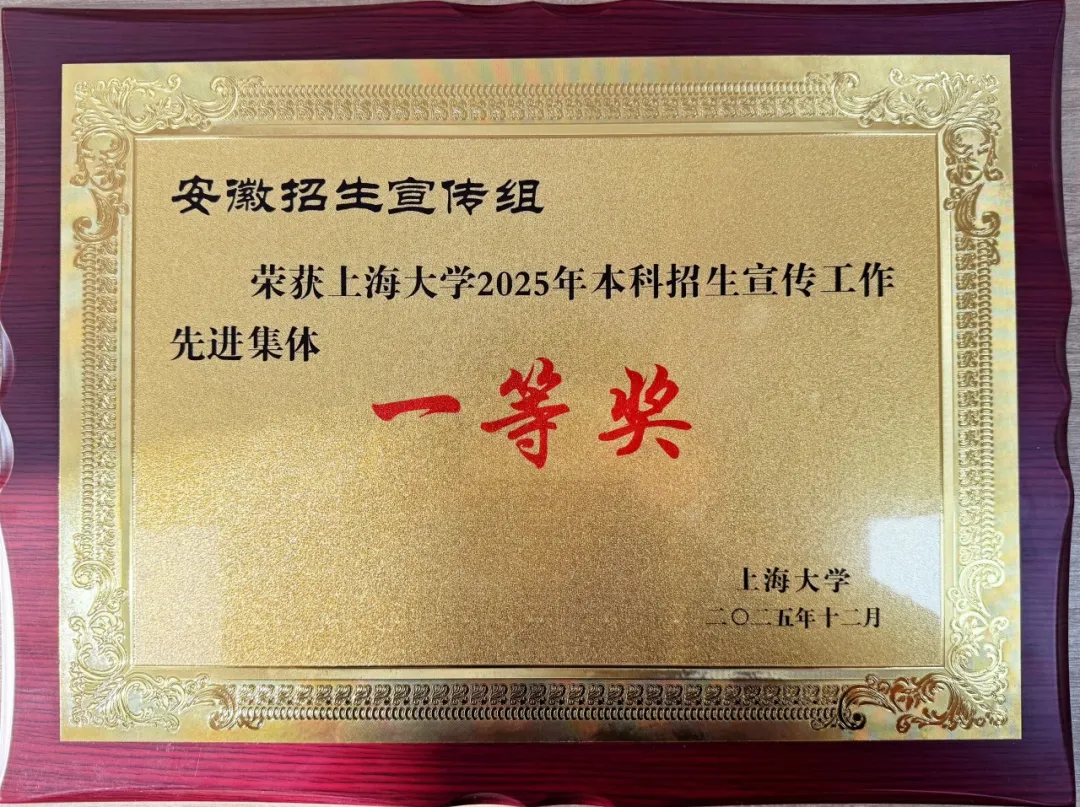 安徽招生宣传组
荣获上海大学2025年本科招生宣传工作
先进集体
一等奖
上海大学
二〇二五年十二月